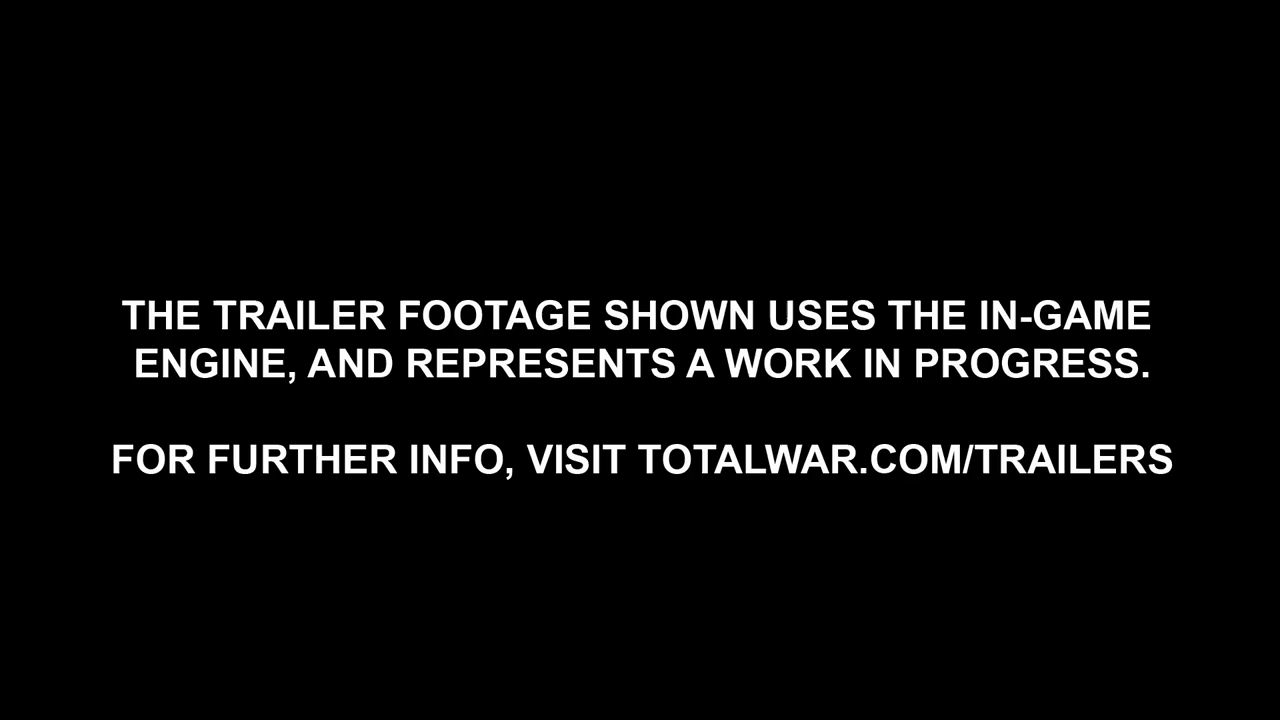 THE TRAILER FOOTAGE SHOWN USES THE IN-GAME
ENGINE, AND REPRESENTS A WORK IN PROGRESS.
FOR FURTHER INFO, VISIT TOTALWAR.COM/TRAILERS